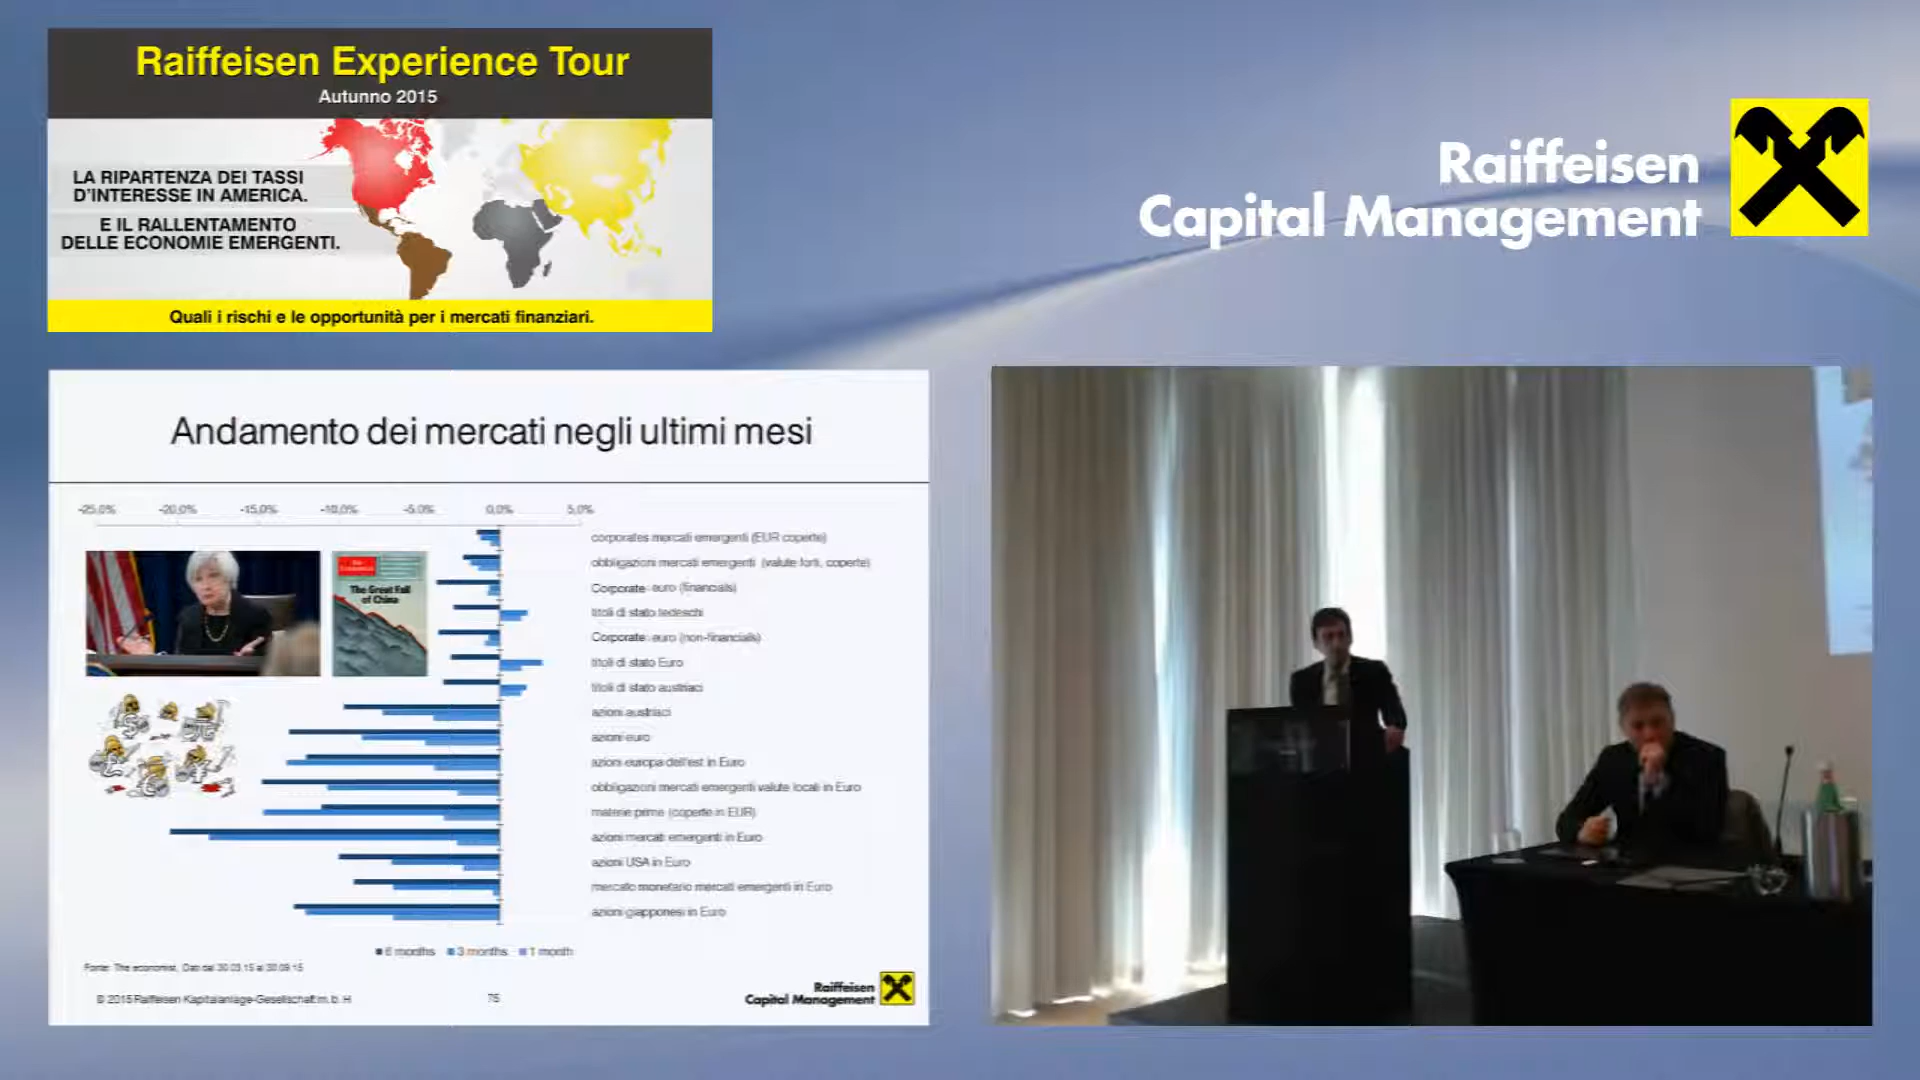 Raiffeisen Experience Tour
Autunno 2015
LA RIPARTENZA DEI TASSI
D'INTERESSE IN AMERICA.
E IL RALLENTAMENTO
DELLE ECONOMIE EMERGENTI.
Quali i rischi e le opportunità per i mercati finanziari.
Raiffeisen
Capital Management
Andamento dei mercati negli ultimi mesi
-25,0% -20,0% -15,0% -10,0% -5,0% 0,0% 5,0%
The Great Fall
of China
corporates mercati emergenti (EUR coperte)
obbligazioni mercati emergenti (valute forti, coperte)
Corporate euro (financials)
titoli di stato tedeschi
Corporate euro (non-financials)
titoli di stato Euro
titoli di stato austriaci
azioni austriaci
azioni euro
azioni europa dell'est in Euro
obbligazioni mercati emergenti valute locali in Euro
materie prime (coperte in EUR)
azioni mercati emergenti in Euro
azioni USA in Euro
mercato monetario mercati emergenti in Euro
azioni giapponesi in Euro
6 months 3 months 1 month
Fonte: The economist, Dati dal 30.03.15 al 30.09.15
© 2015 Raiffeisen Kapitalanlage-Gesellschaft m. b. H
75
Raiffeisen
Capital Management